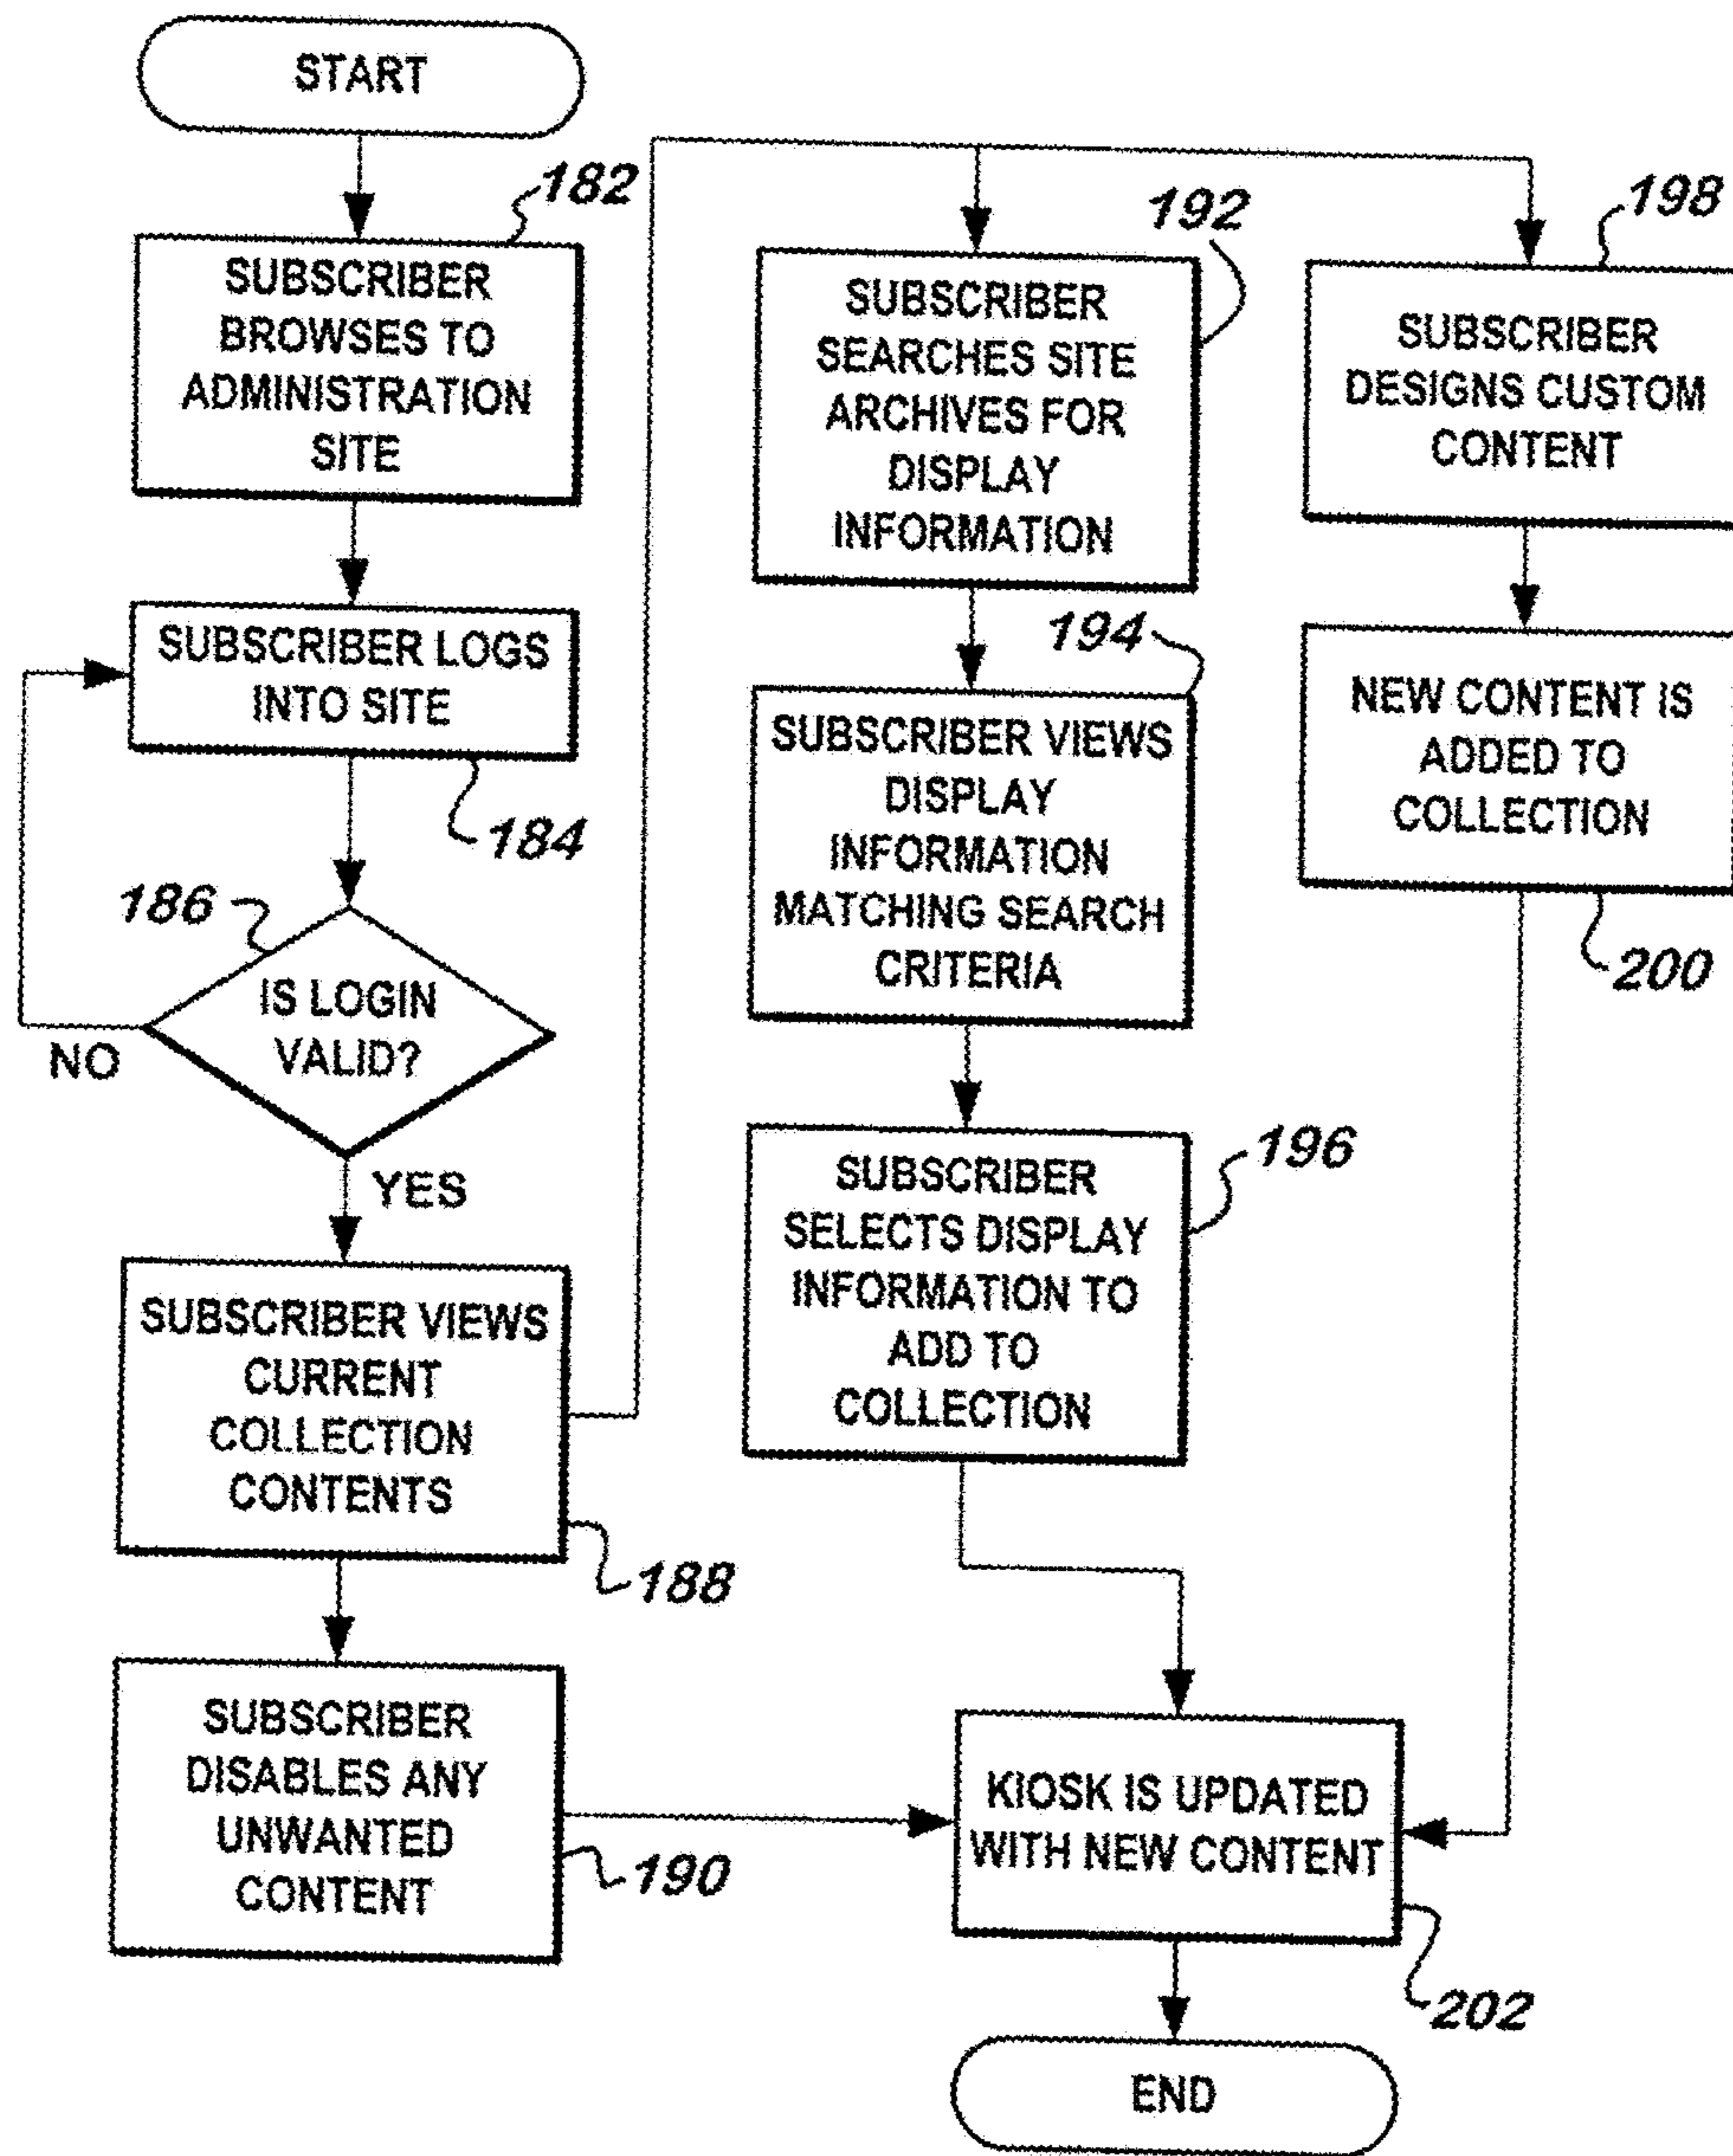 START
182
SUBSCRIBER
BROWSES TO
ADMINISTRATION
SITE
SUBSCRIBER LOGS
INTO SITE
184
186
IS LOGIN
VALID?
NO
YES
SUBSCRIBER VIEWS
CURRENT
COLLECTION
CONTENTS
188
SUBSCRIBER
DISABLES ANY
UNWANTED
CONTENT
190
192
SUBSCRIBER
SEARCHES SITE
ARCHIVES FOR
DISPLAY
INFORMATION
194
SUBSCRIBER VIEWS
DISPLAY
INFORMATION
MATCHING SEARCH
CRITERIA
196
SUBSCRIBER
SELECTS DISPLAY
INFORMATION TO
ADD TO
COLLECTION
198
SUBSCRIBER
DESIGNS CUSTOM
CONTENT
NEW CONTENT IS
ADDED TO
COLLECTION
200
KIOSK IS UPDATED
WITH NEW CONTENT
202
END